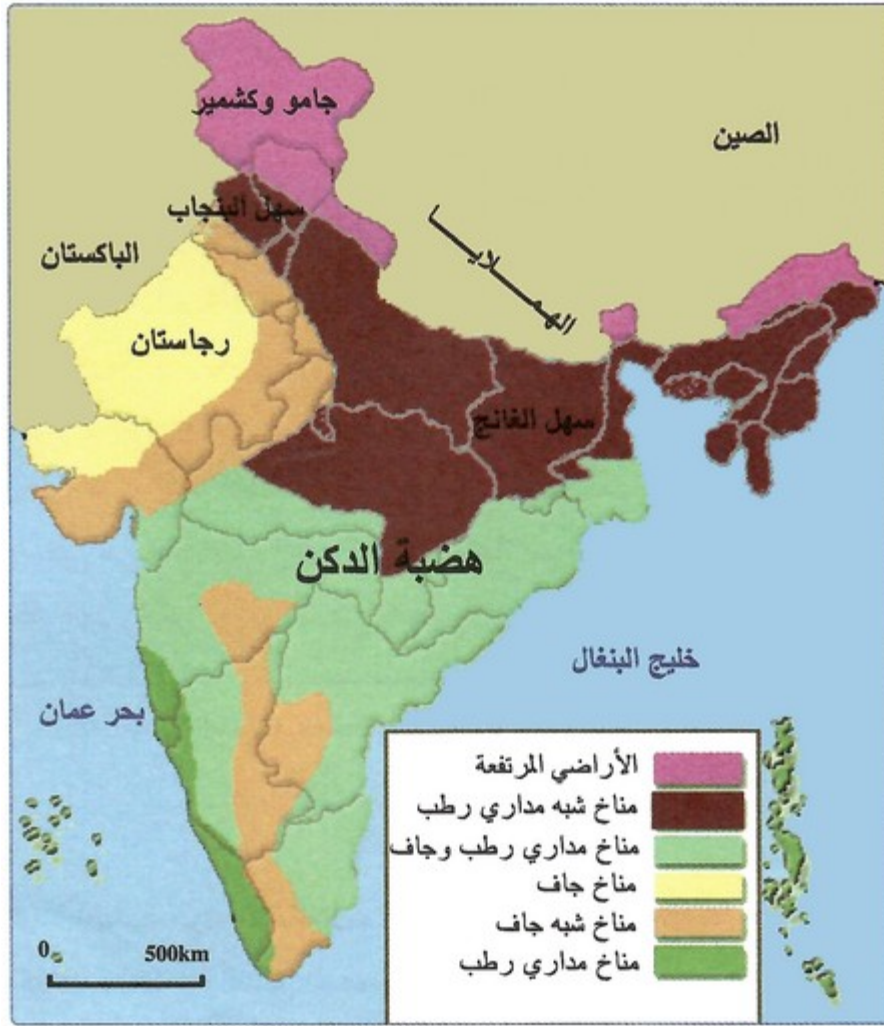 جامو وكشمير
الصين
سهل البنجاب
الباكستان
الهمـــلايـــا
رجاستان
سهل الغانج
هضبة الدكن
خليج البنغال
بحر عمان
الأراضي المرتفعة
مناخ شبه مداري رطب
مناخ مداري رطب وجاف
مناخ جاف
مناخ شبه جاف
مناخ مداري رطب
0 500km